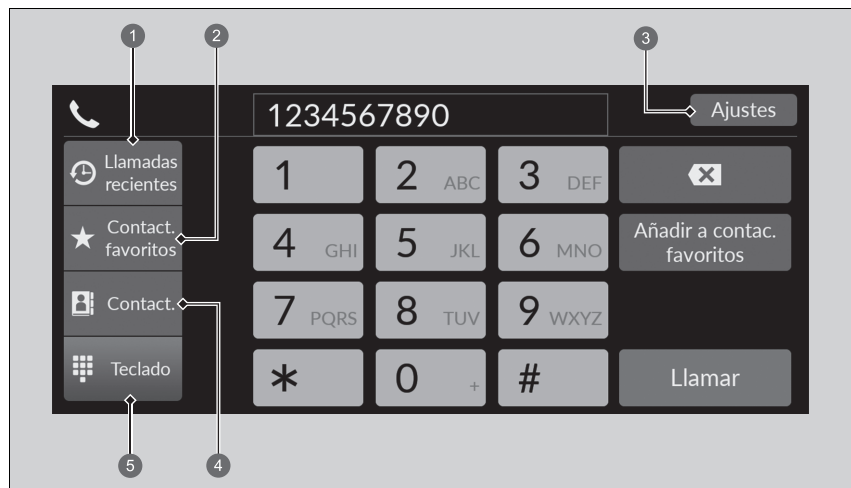 1
2
3
1234567890
Ajustes
Llamadas
recientes
1
2 ABC
3 DEF
Contact.
favoritos
4 GHI
5 JKL
6 MNO
Añadir a contac.
favoritos
Contact.
7 PQRS
8 TUV
9 WXYZ
Teclado
*
0 +
#
Llamar
5
4